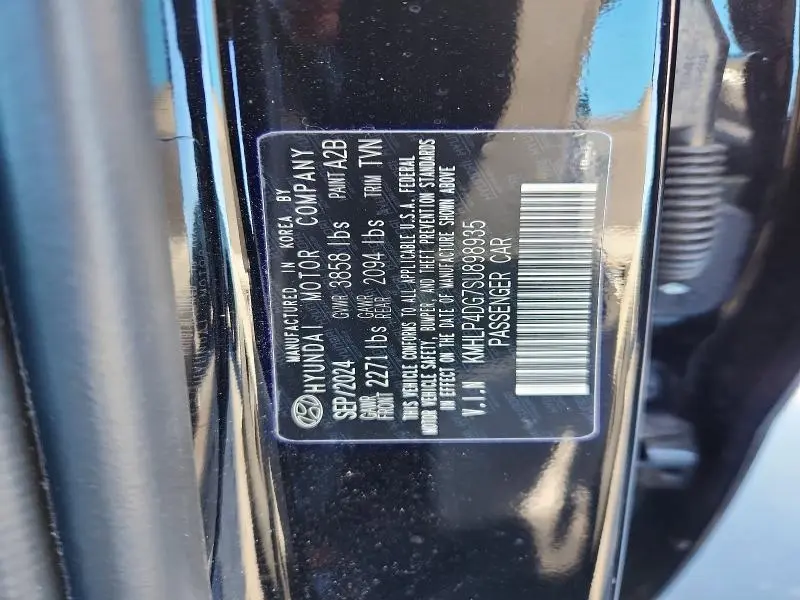 MANUFACTURED IN KOREA BY
HYUNDAI MOTOR COMPANY
SEP/2024 GVWR 3858 lbs PAINT A2B
GAWR FRONT 2271 lbs GAWR REAR 2094 lbs TRIM TVN
THIS VEHICLE CONFORMS TO ALL APPLICABLE U.S.A. FEDERAL
MOTOR VEHICLE SAFETY, BUMPER, AND THEFT PREVENTION STANDARDS
IN EFFECT ON THE DATE OF MANUFACTURE SHOWN ABOVE
V.I.N KMHLP4DG7SU898935
PASSENGER CAR